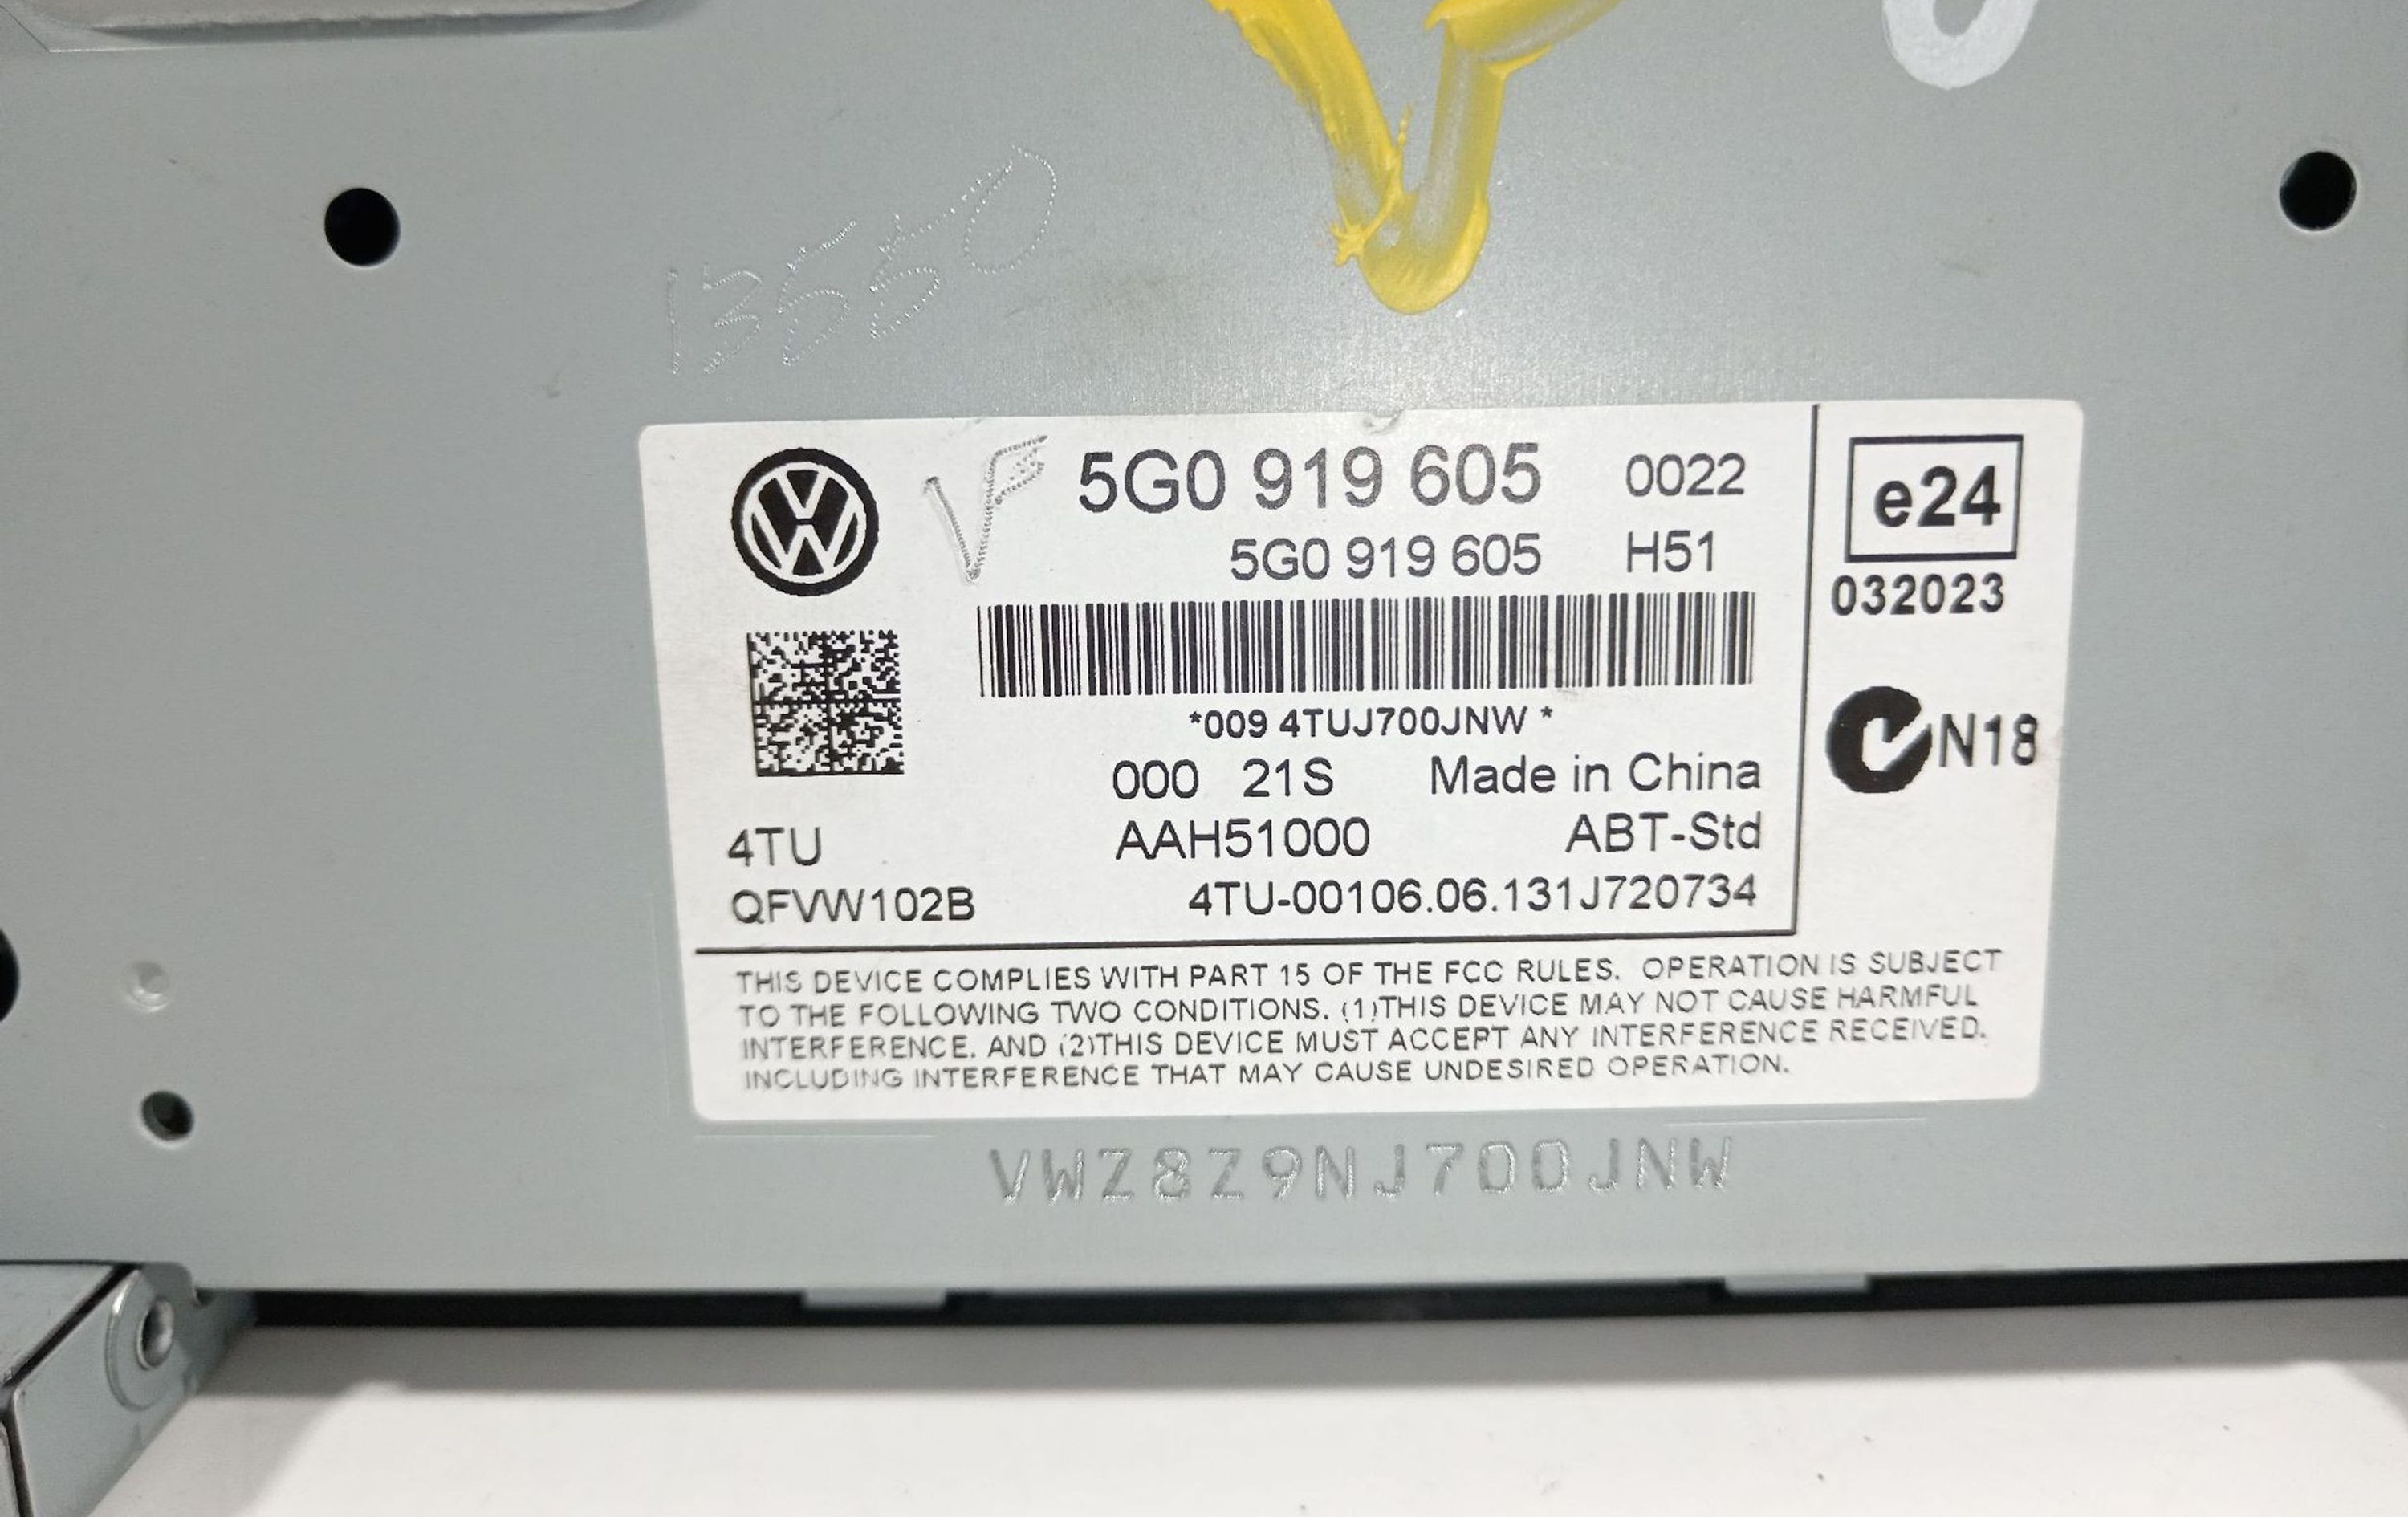 13550
VF
5G0 919 605 0022
5G0 919 605 H51
*009 4TUJ700JNW *
000 21S Made in China
4TU AAH51000 ABT-Std
QFVW102B 4TU-00106.06.131J720734
e24
032023
N18
THIS DEVICE COMPLIES WITH PART 15 OF THE FCC RULES. OPERATION IS SUBJECT
TO THE FOLLOWING TWO CONDITIONS. (1)THIS DEVICE MAY NOT CAUSE HARMFUL
INTERFERENCE. AND (2)THIS DEVICE MUST ACCEPT ANY INTERFERENCE RECEIVED.
INCLUDING INTERFERENCE THAT MAY CAUSE UNDESIRED OPERATION.
VWZ8Z9NJ700JNW